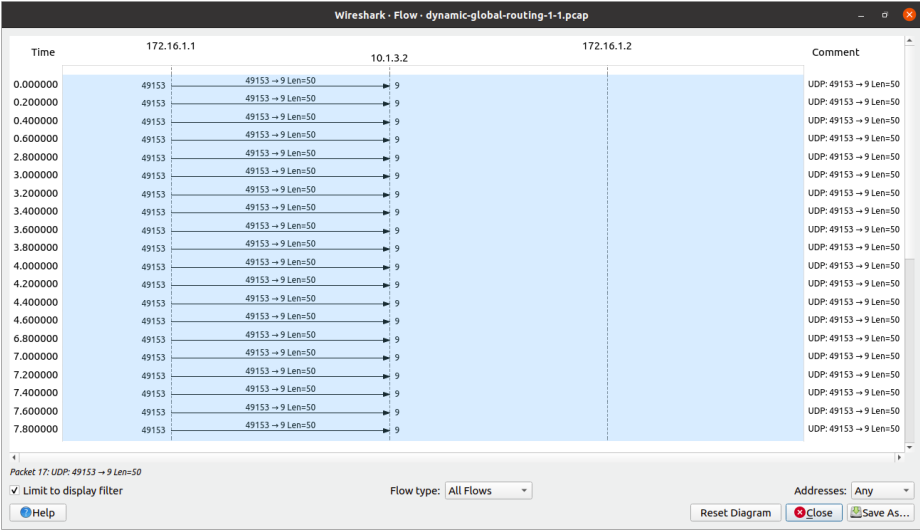 Wireshark · Flow · dynamic-global-routing-1-1.pcap
Time 172.16.1.1 10.1.3.2 172.16.1.2 Comment
0.000000 49153 49153 → 9 Len=50 9 UDP: 49153 → 9 Len=50
0.200000 49153 49153 → 9 Len=50 9 UDP: 49153 → 9 Len=50
0.400000 49153 49153 → 9 Len=50 9 UDP: 49153 → 9 Len=50
0.600000 49153 49153 → 9 Len=50 9 UDP: 49153 → 9 Len=50
2.800000 49153 49153 → 9 Len=50 9 UDP: 49153 → 9 Len=50
3.000000 49153 49153 → 9 Len=50 9 UDP: 49153 → 9 Len=50
3.200000 49153 49153 → 9 Len=50 9 UDP: 49153 → 9 Len=50
3.400000 49153 49153 → 9 Len=50 9 UDP: 49153 → 9 Len=50
3.600000 49153 49153 → 9 Len=50 9 UDP: 49153 → 9 Len=50
3.800000 49153 49153 → 9 Len=50 9 UDP: 49153 → 9 Len=50
4.000000 49153 49153 → 9 Len=50 9 UDP: 49153 → 9 Len=50
4.200000 49153 49153 → 9 Len=50 9 UDP: 49153 → 9 Len=50
4.400000 49153 49153 → 9 Len=50 9 UDP: 49153 → 9 Len=50
4.600000 49153 49153 → 9 Len=50 9 UDP: 49153 → 9 Len=50
6.800000 49153 49153 → 9 Len=50 9 UDP: 49153 → 9 Len=50
7.000000 49153 49153 → 9 Len=50 9 UDP: 49153 → 9 Len=50
7.200000 49153 49153 → 9 Len=50 9 UDP: 49153 → 9 Len=50
7.400000 49153 49153 → 9 Len=50 9 UDP: 49153 → 9 Len=50
7.600000 49153 49153 → 9 Len=50 9 UDP: 49153 → 9 Len=50
7.800000 49153 49153 → 9 Len=50 9 UDP: 49153 → 9 Len=50
Packet 17: UDP: 49153 → 9 Len=50
Limit to display filter Flow type: All Flows Addresses: Any
Help Reset Diagram Close Save As...